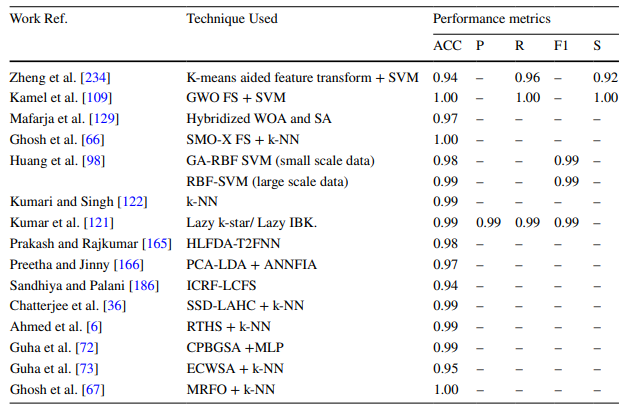 Work Ref. Technique Used Performance metrics
ACC P R F1 S
Zheng et al. [234] K-means aided feature transform + SVM 0.94 – 0.96 – 0.92
Kamel et al. [109] GWO FS + SVM 1.00 – 1.00 – 1.00
Mafarja et al. [129] Hybridized WOA and SA 0.97 – – – –
Ghosh et al. [66] SMO-X FS + k-NN 1.00 – – – –
Huang et al. [98] GA-RBF SVM (small scale data) 0.98 – – 0.99 –
RBF-SVM (large scale data) 0.99 – – 0.99 –
Kumari and Singh [122] k-NN 0.99 – – – –
Kumar et al. [121] Lazy k-star/ Lazy IBK. 0.99 0.99 0.99 0.99 –
Prakash and Rajkumar [165] HLFDA-T2FNN 0.98 – – – –
Preetha and Jinny [166] PCA-LDA + ANNFIA 0.97 – – – –
Sandhiya and Palani [186] ICRF-LCFS 0.94 – – – –
Chatterjee et al. [36] SSD-LAHC + k-NN 0.99 – – – –
Ahmed et al. [6] RTHS + k-NN 0.99 – – – –
Guha et al. [72] CPBGSA +MLP 0.99 – – – –
Guha et al. [73] ECWSA + k-NN 0.95 – – – –
Ghosh et al. [67] MRFO + k-NN 1.00 – – – –